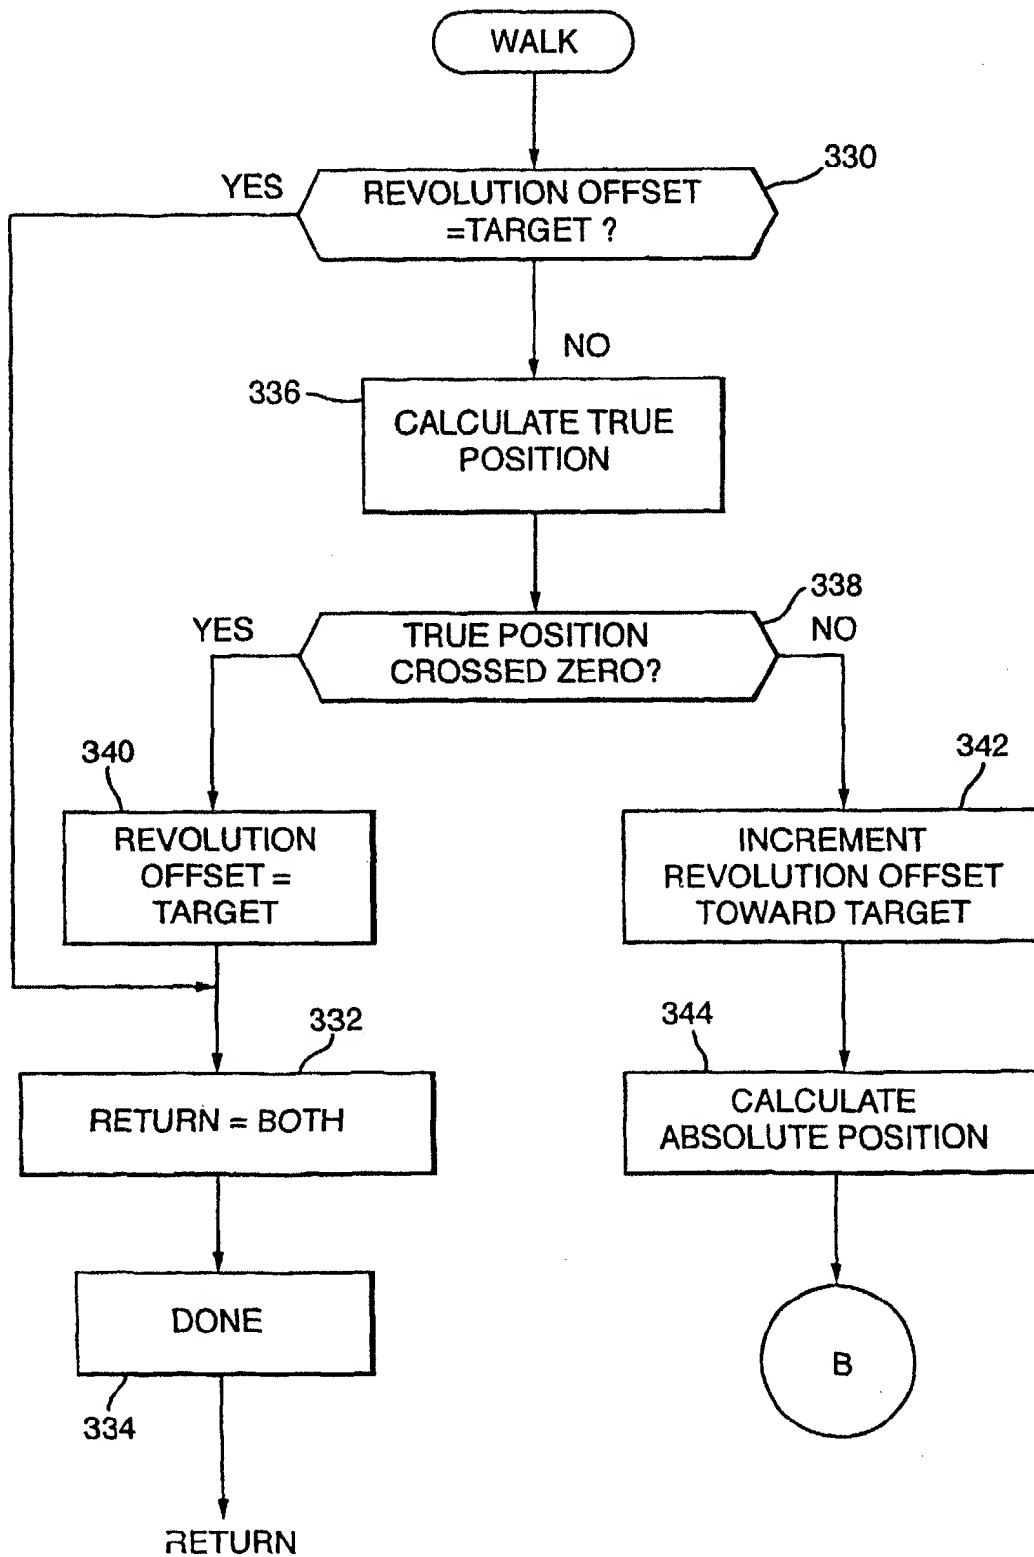 WALK
330
YES
REVOLUTION OFFSET
=TARGET ?
NO
336
CALCULATE TRUE
POSITION
338
YES
TRUE POSITION
CROSSED ZERO?
NO
340
REVOLUTION
OFFSET =
TARGET
342
INCREMENT
REVOLUTION OFFSET
TOWARD TARGET
332
RETURN = BOTH
344
CALCULATE
ABSOLUTE POSITION
DONE
334
B
RETURN